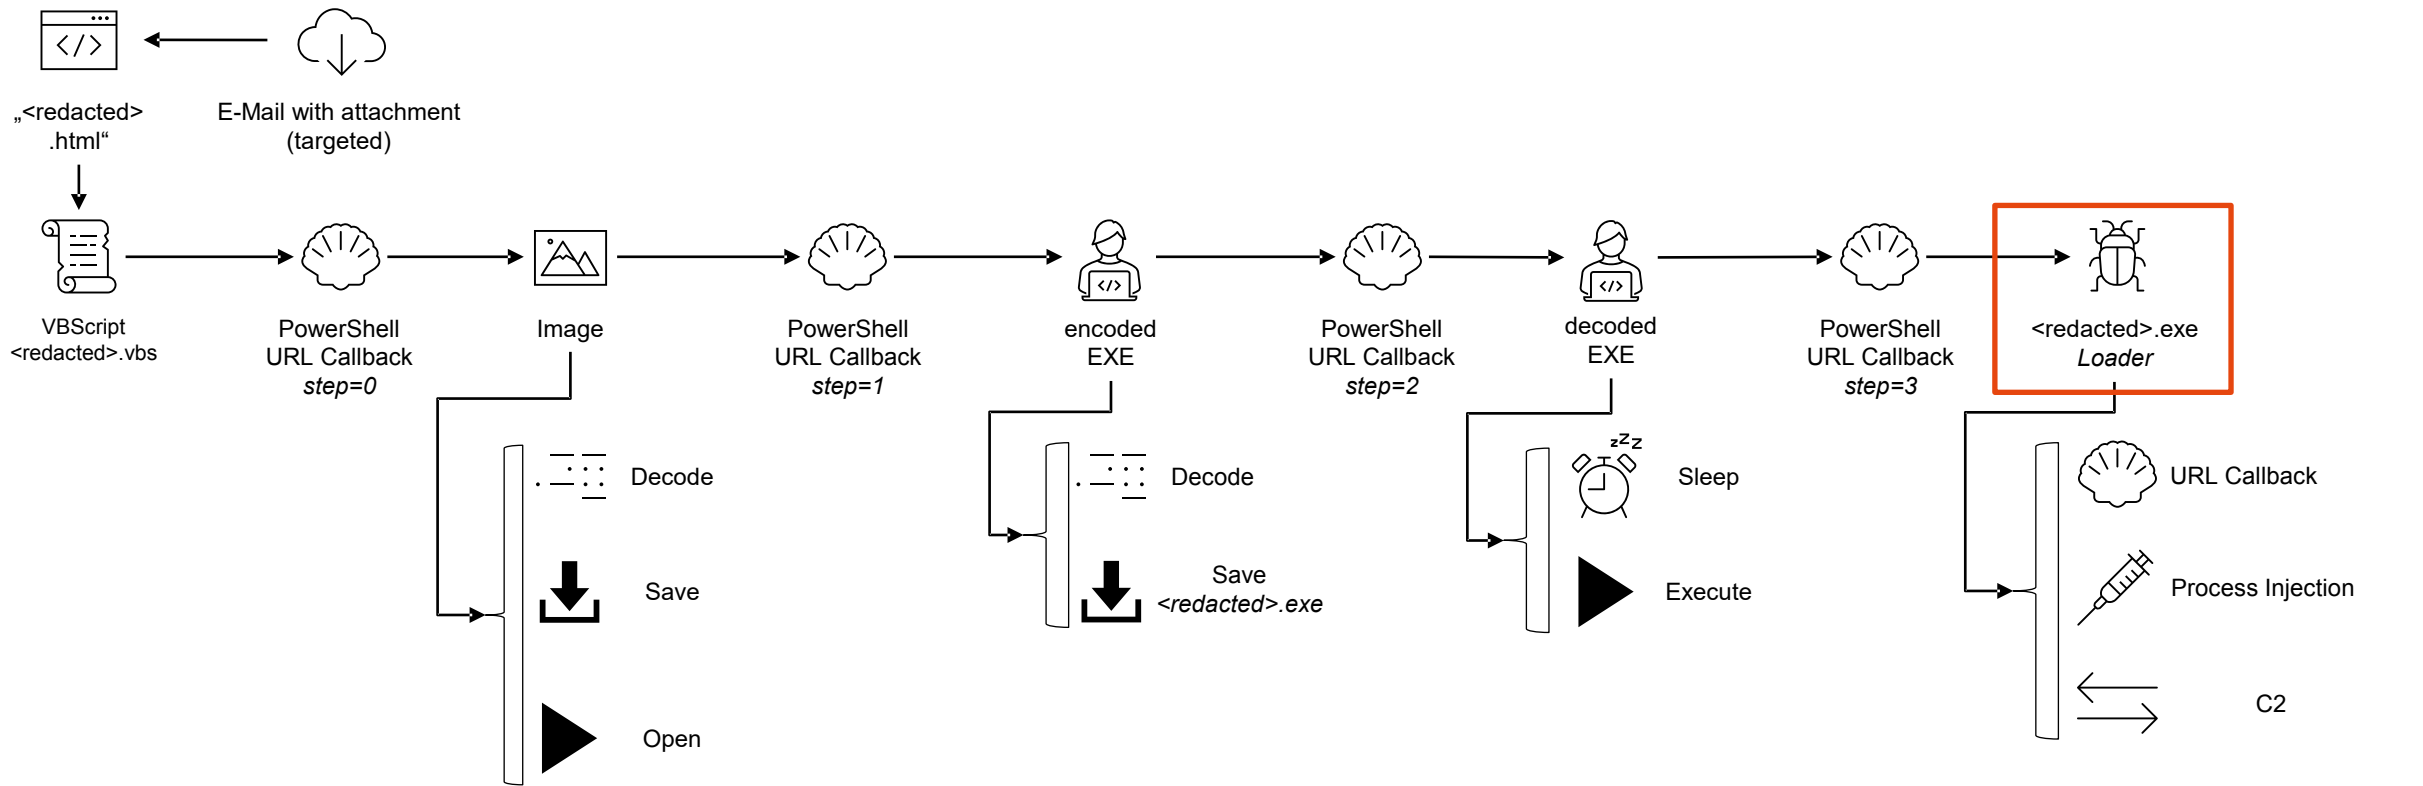 „<redacted>
.html“
E-Mail with attachment
(targeted)
VBScript
<redacted>.vbs
PowerShell
URL Callback
step=0
Image
PowerShell
URL Callback
step=1
encoded
EXE
PowerShell
URL Callback
step=2
decoded
EXE
PowerShell
URL Callback
step=3
<redacted>.exe
Loader
Decode
Save
Open
Decode
Save
<redacted>.exe
zZZ
Sleep
Execute
URL Callback
Process Injection
C2